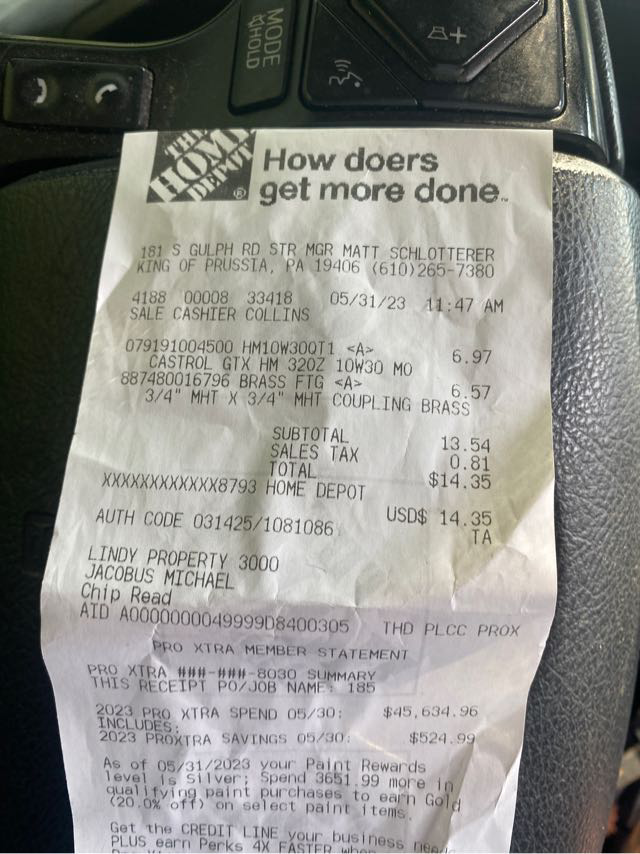 MODE
HOLD
THE
HOME
DEPOT
How doers
get more done.
181 S GULPH RD STR MGR MATT SCHLOTTERER
KING OF PRUSSIA, PA 19406 (610)265-7380
4188 00008 33418 05/31/23 11:47 AM
SALE CASHIER COLLINS
079191004500 HM10W30QT1 <A> 6.97
CASTROL GTX HM 32OZ 10W30 MO
887480016796 BRASS FTG <A> 6.57
3/4" MHT X 3/4" MHT COUPLING BRASS
SUBTOTAL 13.54
SALES TAX 0.81
TOTAL $14.35
XXXXXXXXXXXX8793 HOME DEPOT
USD$ 14.35
AUTH CODE 031425/1081086 TA
LINDY PROPERTY 3000
JACOBUS MICHAEL
Chip Read
AID A0000000049999D8400305 THD PLCC PROX
PRO XTRA MEMBER STATEMENT
PRO XTRA ###-###-8030 SUMMARY
THIS RECEIPT PO/JOB NAME: 185
2023 PRO XTRA SPEND 05/30: $45,634.96
INCLUDES:
2023 PROXTRA SAVINGS 05/30: $524.99
As of 05/31/2023 your Paint Rewards
level is Silver; Spend 3651.99 more in
qualifying paint purchases to earn Gold
(20.0% off) on select paint items.
Get the CREDIT LINE your business needs
PLUS earn Perks 4X FASTER when